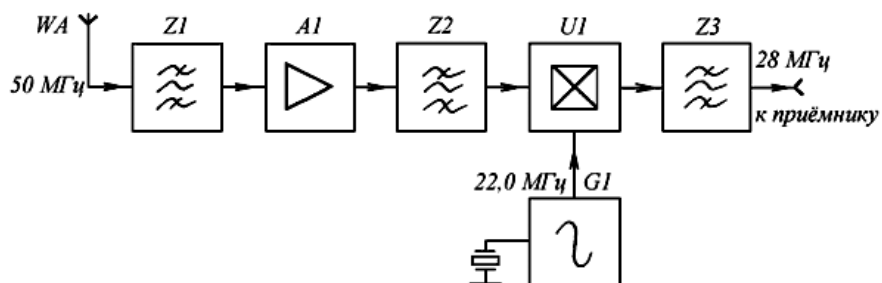 WA
Z1
A1
Z2
U1
Z3
50 МГц
28 МГц
к приёмнику
22,0 МГц
G1